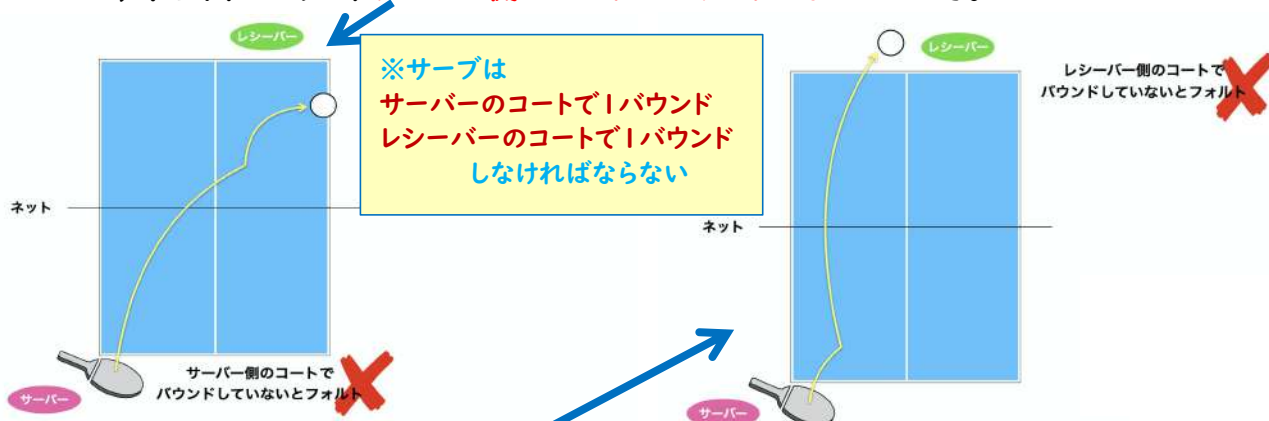 レシーバー
※サーブは
サーバーのコートで1バウンド
レシーバーのコートで1バウンド
しなければならない
ネット
サーバー側のコートで
バウンドしていないとフォルト
サーバー
レシーバー
レシーバー側のコートで
バウンドしていないとフォルト
ネット
サーバー